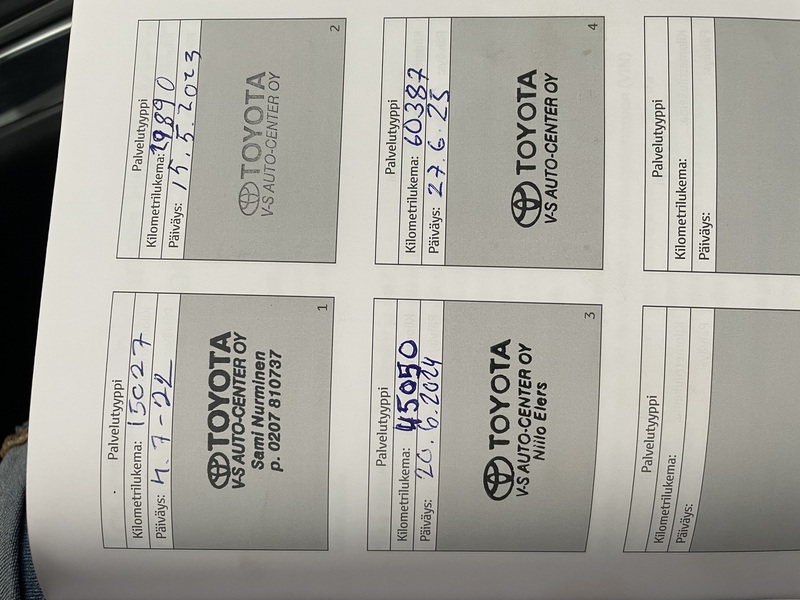 Palvelutyyppi
Kilometrilukema: 15027
Päiväys: 4.7-22
TOYOTA
V-S AUTO-CENTER OY
Sami Nurminen
p. 0207 810737
1
Palvelutyyppi
Kilometrilukema: 29890
Päiväys: 15.5.2023
TOYOTA
V-S AUTO-CENTER OY
2
Palvelutyyppi
Kilometrilukema: 45050
Päiväys: 20.6.2024
TOYOTA
V-S AUTO-CENTER OY
Niilo Elers
3
Palvelutyyppi
Kilometrilukema: 60387
Päiväys: 27.6.25
TOYOTA
V-S AUTO-CENTER OY
4
Palvelutyyppi
Kilometrilukema:
Päiväys:
Palvelutyyppi
Kilometrilukema:
Päiväys: